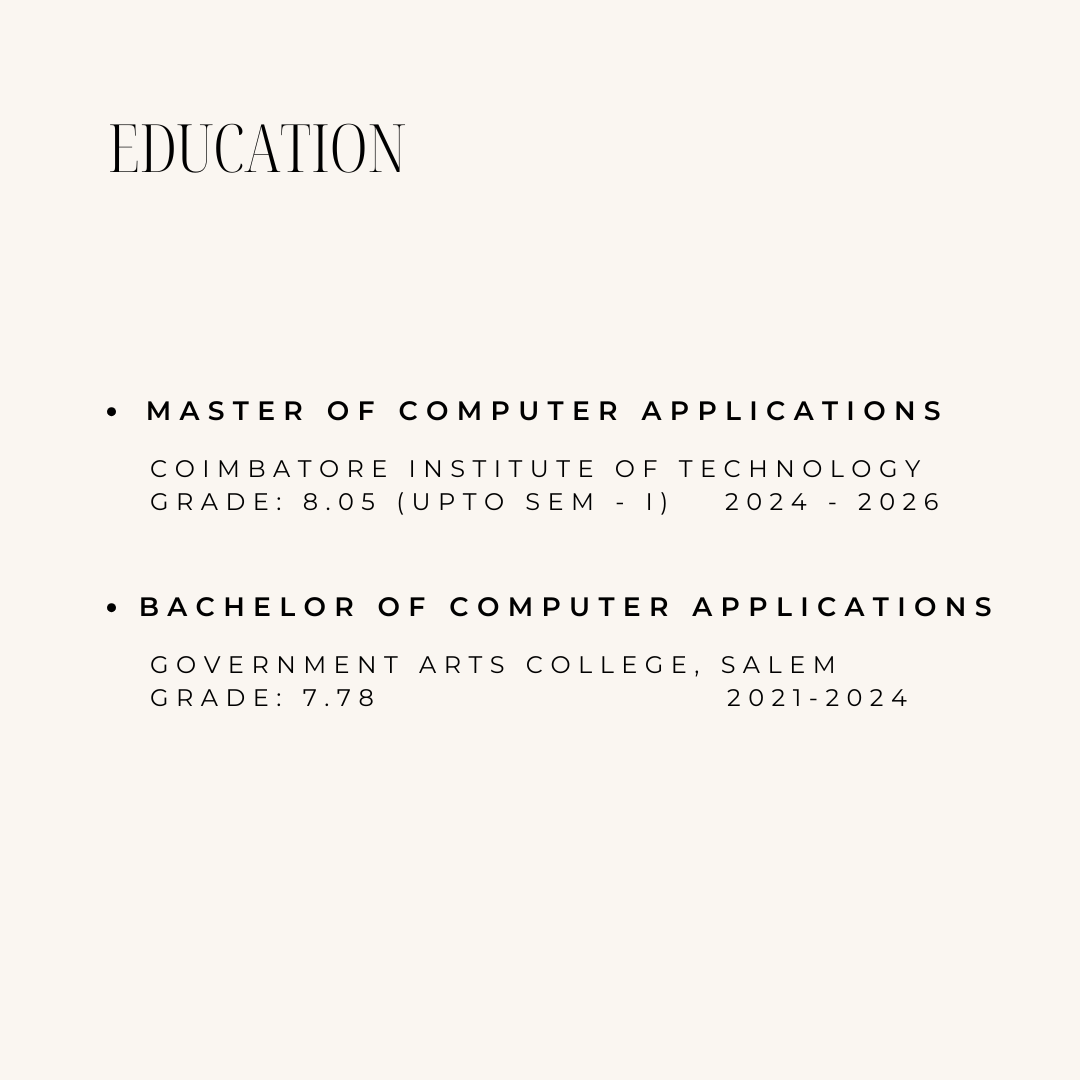 EDUCATION
• MASTER OF COMPUTER APPLICATIONS
COIMBATORE INSTITUTE OF TECHNOLOGY
GRADE: 8.05 (UPTO SEM - I) 2024 - 2026
• BACHELOR OF COMPUTER APPLICATIONS
GOVERNMENT ARTS COLLEGE, SALEM
GRADE: 7.78 2021-2024